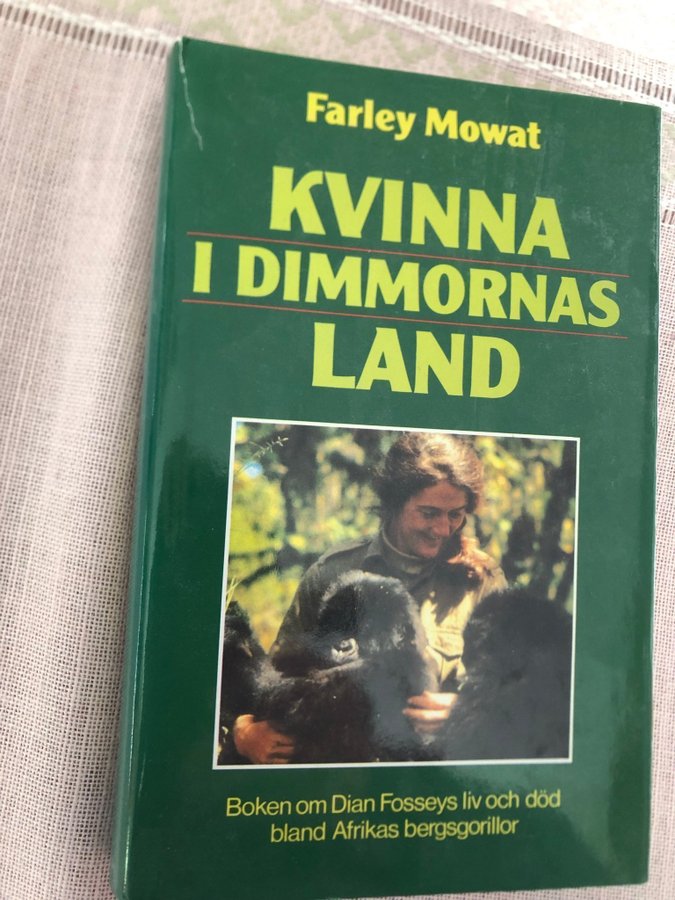 Farley Mowat
KVINNA
I DIMMORNAS
LAND
Boken om Dian Fosseys liv och död
bland Afrikas bergsgorillor